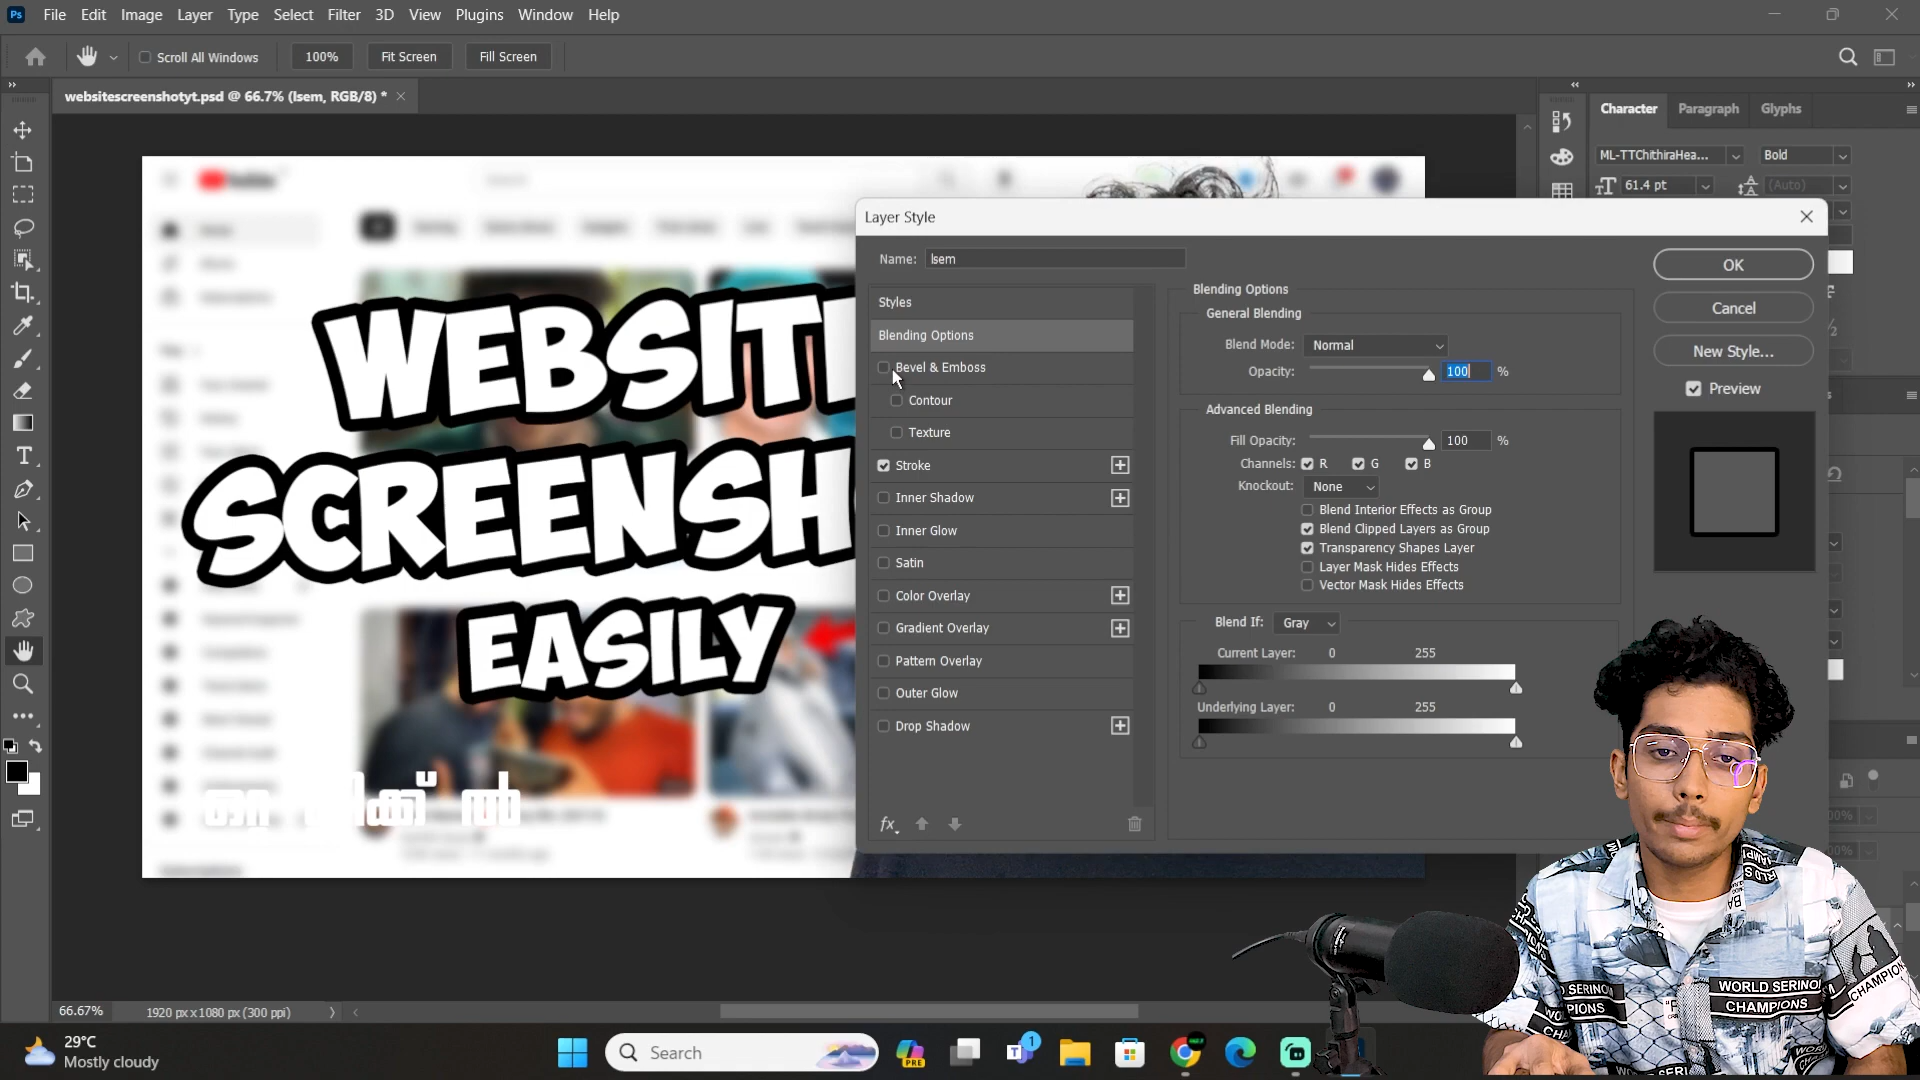 Ps File Edit Image Layer Type Select Filter 3D View Plugins Window Help
Scroll All Windows 100% Fit Screen Fill Screen
websitescreenshotyt.psd @ 66.7% (lsem, RGB/8) *
Character Paragraph Glyphs
ML-TTChithiraHea... Bold
61.4 pt (Auto)
Layer Style
Name: lsem
Styles
Blending Options
Bevel & Emboss
Contour
Texture
Stroke
Inner Shadow
Inner Glow
Satin
Color Overlay
Gradient Overlay
Pattern Overlay
Outer Glow
Drop Shadow
fx
Blending Options
General Blending
Blend Mode: Normal
Opacity: 100 %
Advanced Blending
Fill Opacity: 100 %
Channels: R G B
Knockout: None
Blend Interior Effects as Group
Blend Clipped Layers as Group
Transparency Shapes Layer
Layer Mask Hides Effects
Vector Mask Hides Effects
Blend If: Gray
Current Layer: 0 255
Underlying Layer: 0 255
OK
Cancel
New Style...
Preview
WEBSITE
SCREENSH
EASILY
WORLD SERINO
CHAMPIONS
66.67% 1920 px x 1080 px (300 ppi)
29°C
Mostly cloudy
Search
PRE
1